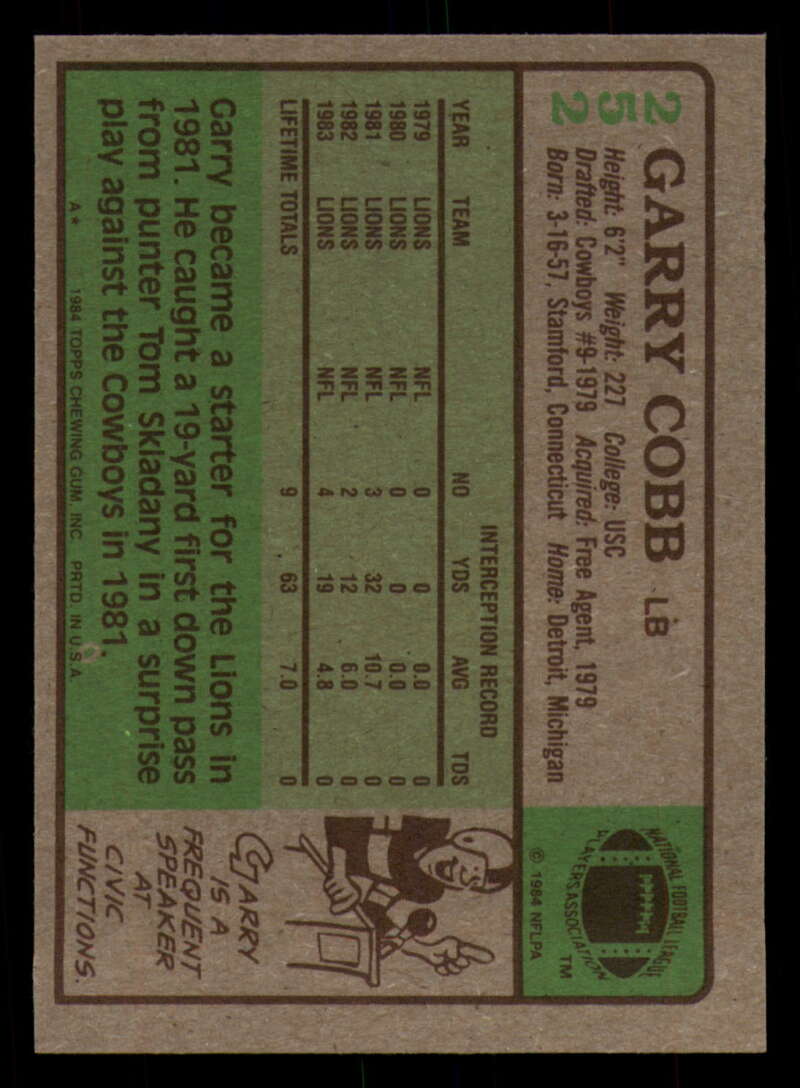 252
GARRY COBB LB
Height: 6'2" Weight: 227 College: USC
Drafted: Cowboys #9-1979 Acquired: Free Agent, 1979
Born: 3-16-57, Stamford, Connecticut Home: Detroit, Michigan
NATIONAL FOOTBALL LEAGUE
PLAYERS ASSOCIATION
TM
© 1984 NFLPA
INTERCEPTION RECORD
YEAR TEAM NO YDS AVG TDS
1979 LIONS NFL 0 0 0.0 0
1980 LIONS NFL 0 0 0.0 0
1981 LIONS NFL 3 32 10.7 0
1982 LIONS NFL 2 12 6.0 0
1983 LIONS NFL 4 19 4.8 0
LIFETIME TOTALS 9 63 7.0 0
Garry became a starter for the Lions in
1981. He caught a 19-yard first down pass
from punter Tom Skladany in a surprise
play against the Cowboys in 1981.
A* 1984 TOPPS CHEWING GUM, INC. PRTD. IN U.S.A.
GARRY
IS A
FREQUENT
SPEAKER
AT
CIVIC
FUNCTIONS.